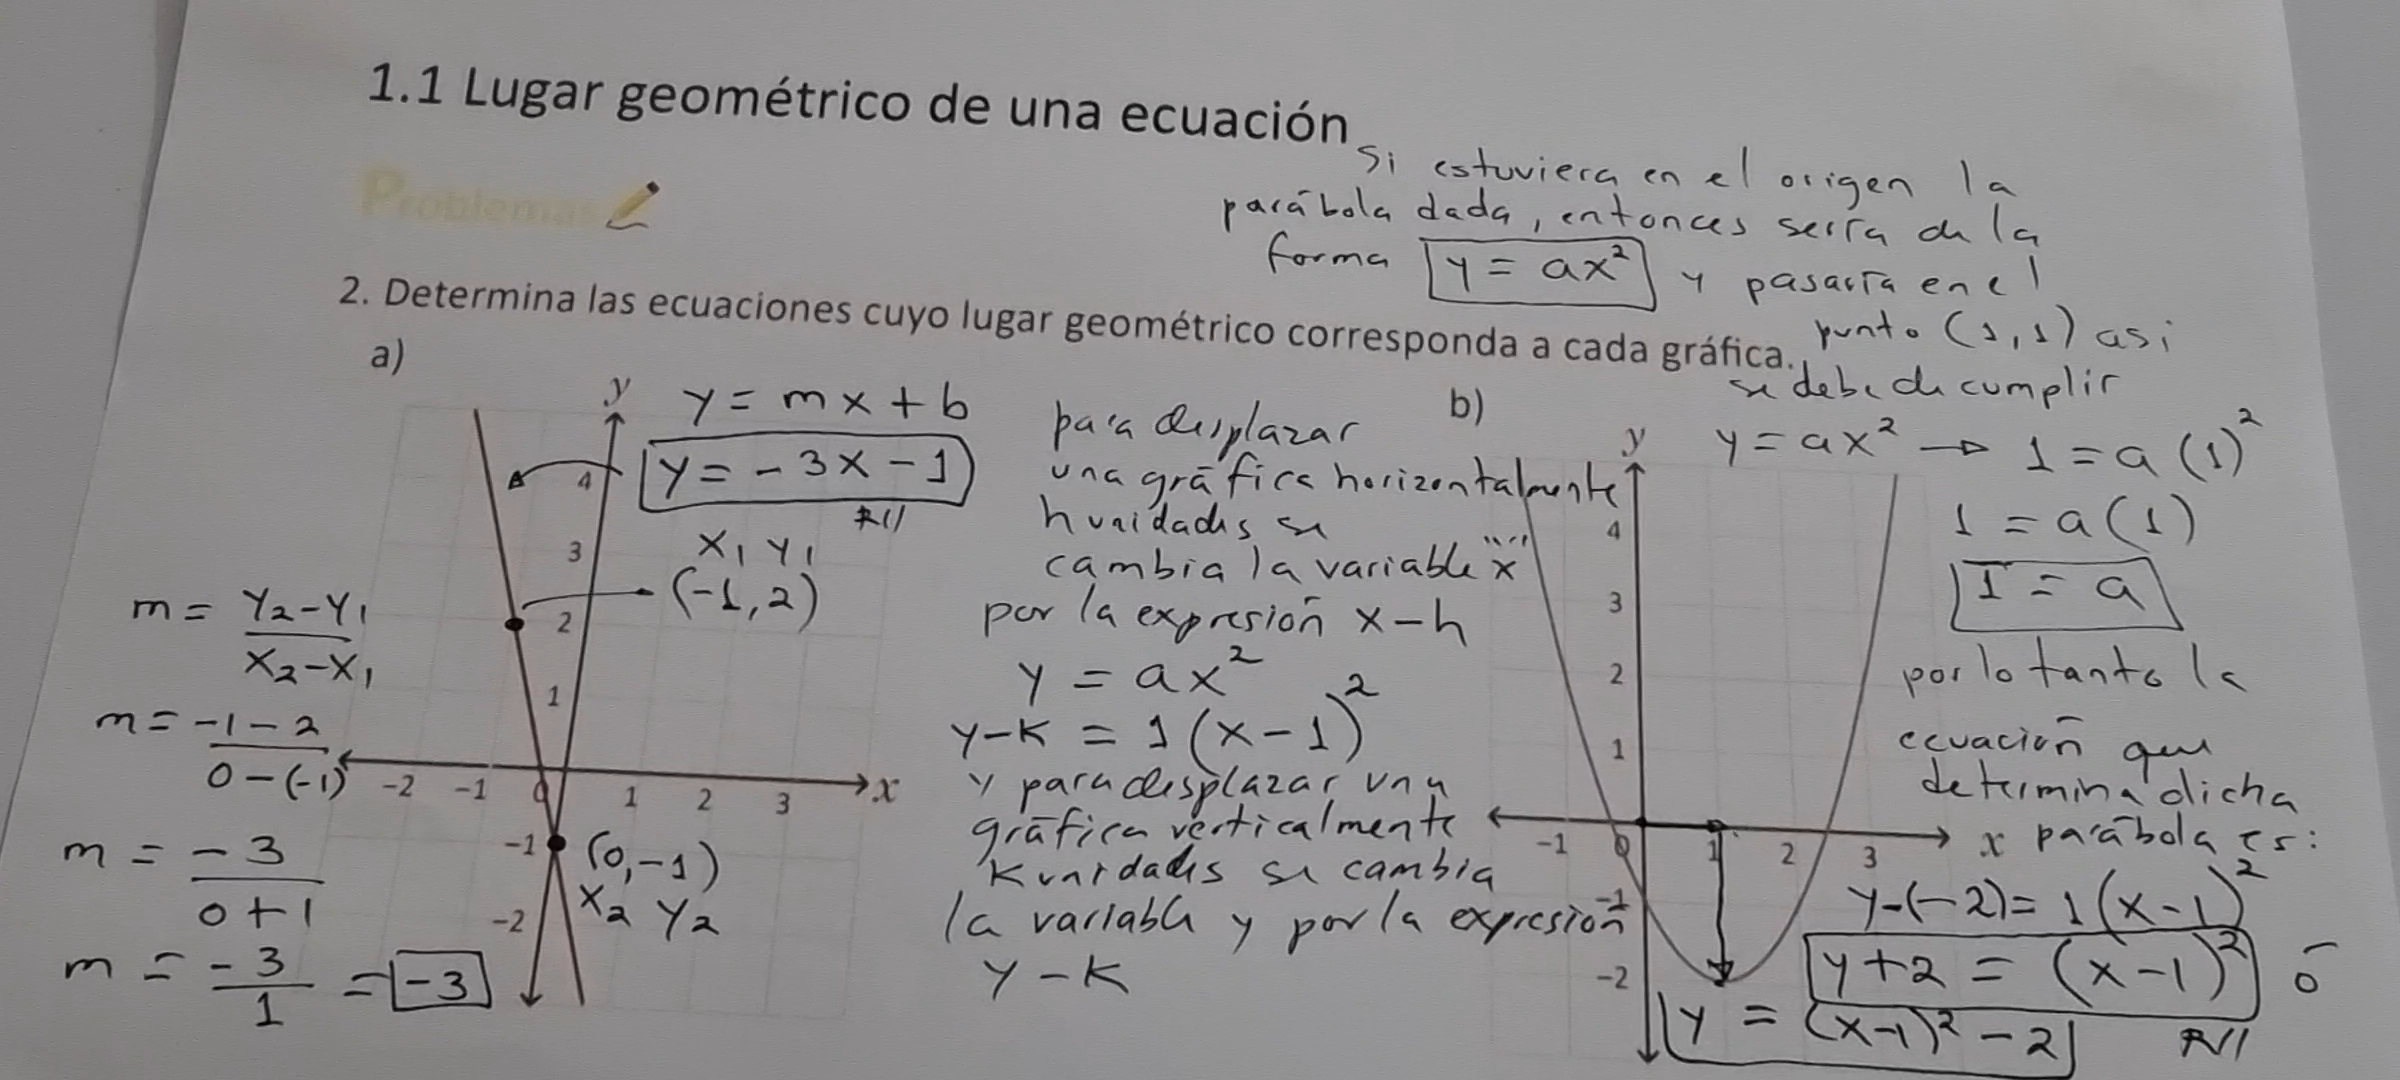 1.1 Lugar geométrico de una ecuación
Problemas
Si estuviera en el origen la
parábola dada, entonces sería de la
forma y = ax² y pasaría en el
punto (1,1) asi
se debe de cumplir
2. Determina las ecuaciones cuyo lugar geométrico corresponda a cada gráfica.
a)
y
4
3
2
1
-2 -1 0 1 2 3 x
-1
-2
y = mx + b
y = -3x - 1
R//
x₁ y₁
(-1, 2)
(0, -1)
x₂ y₂
m = y₂-y₁ / x₂-x₁
m = -1-2 / 0-(-1)
m = -3 / 0+1
m = -3 / 1 = -3
para desplazar
una gráfica horizontalmente
h unidades se
cambia la variable "x"
por la expresión x-h
y = ax²
y-k = 1(x-1)²
y para desplazar una
gráfica verticalmente
k unidades se cambia
la variable y por la expresión
y-k
b)
y
4
3
2
1
-1 0 1 2 3 x
-1
-2
y = ax² → 1 = a(1)²
1 = a(1)
1 = a
por lo tanto la
ecuación que
determina dicha
parábola es:
y-(-2) = 1(x-1)²
y+2 = (x-1)² ó
y = (x-1)² - 2 R//